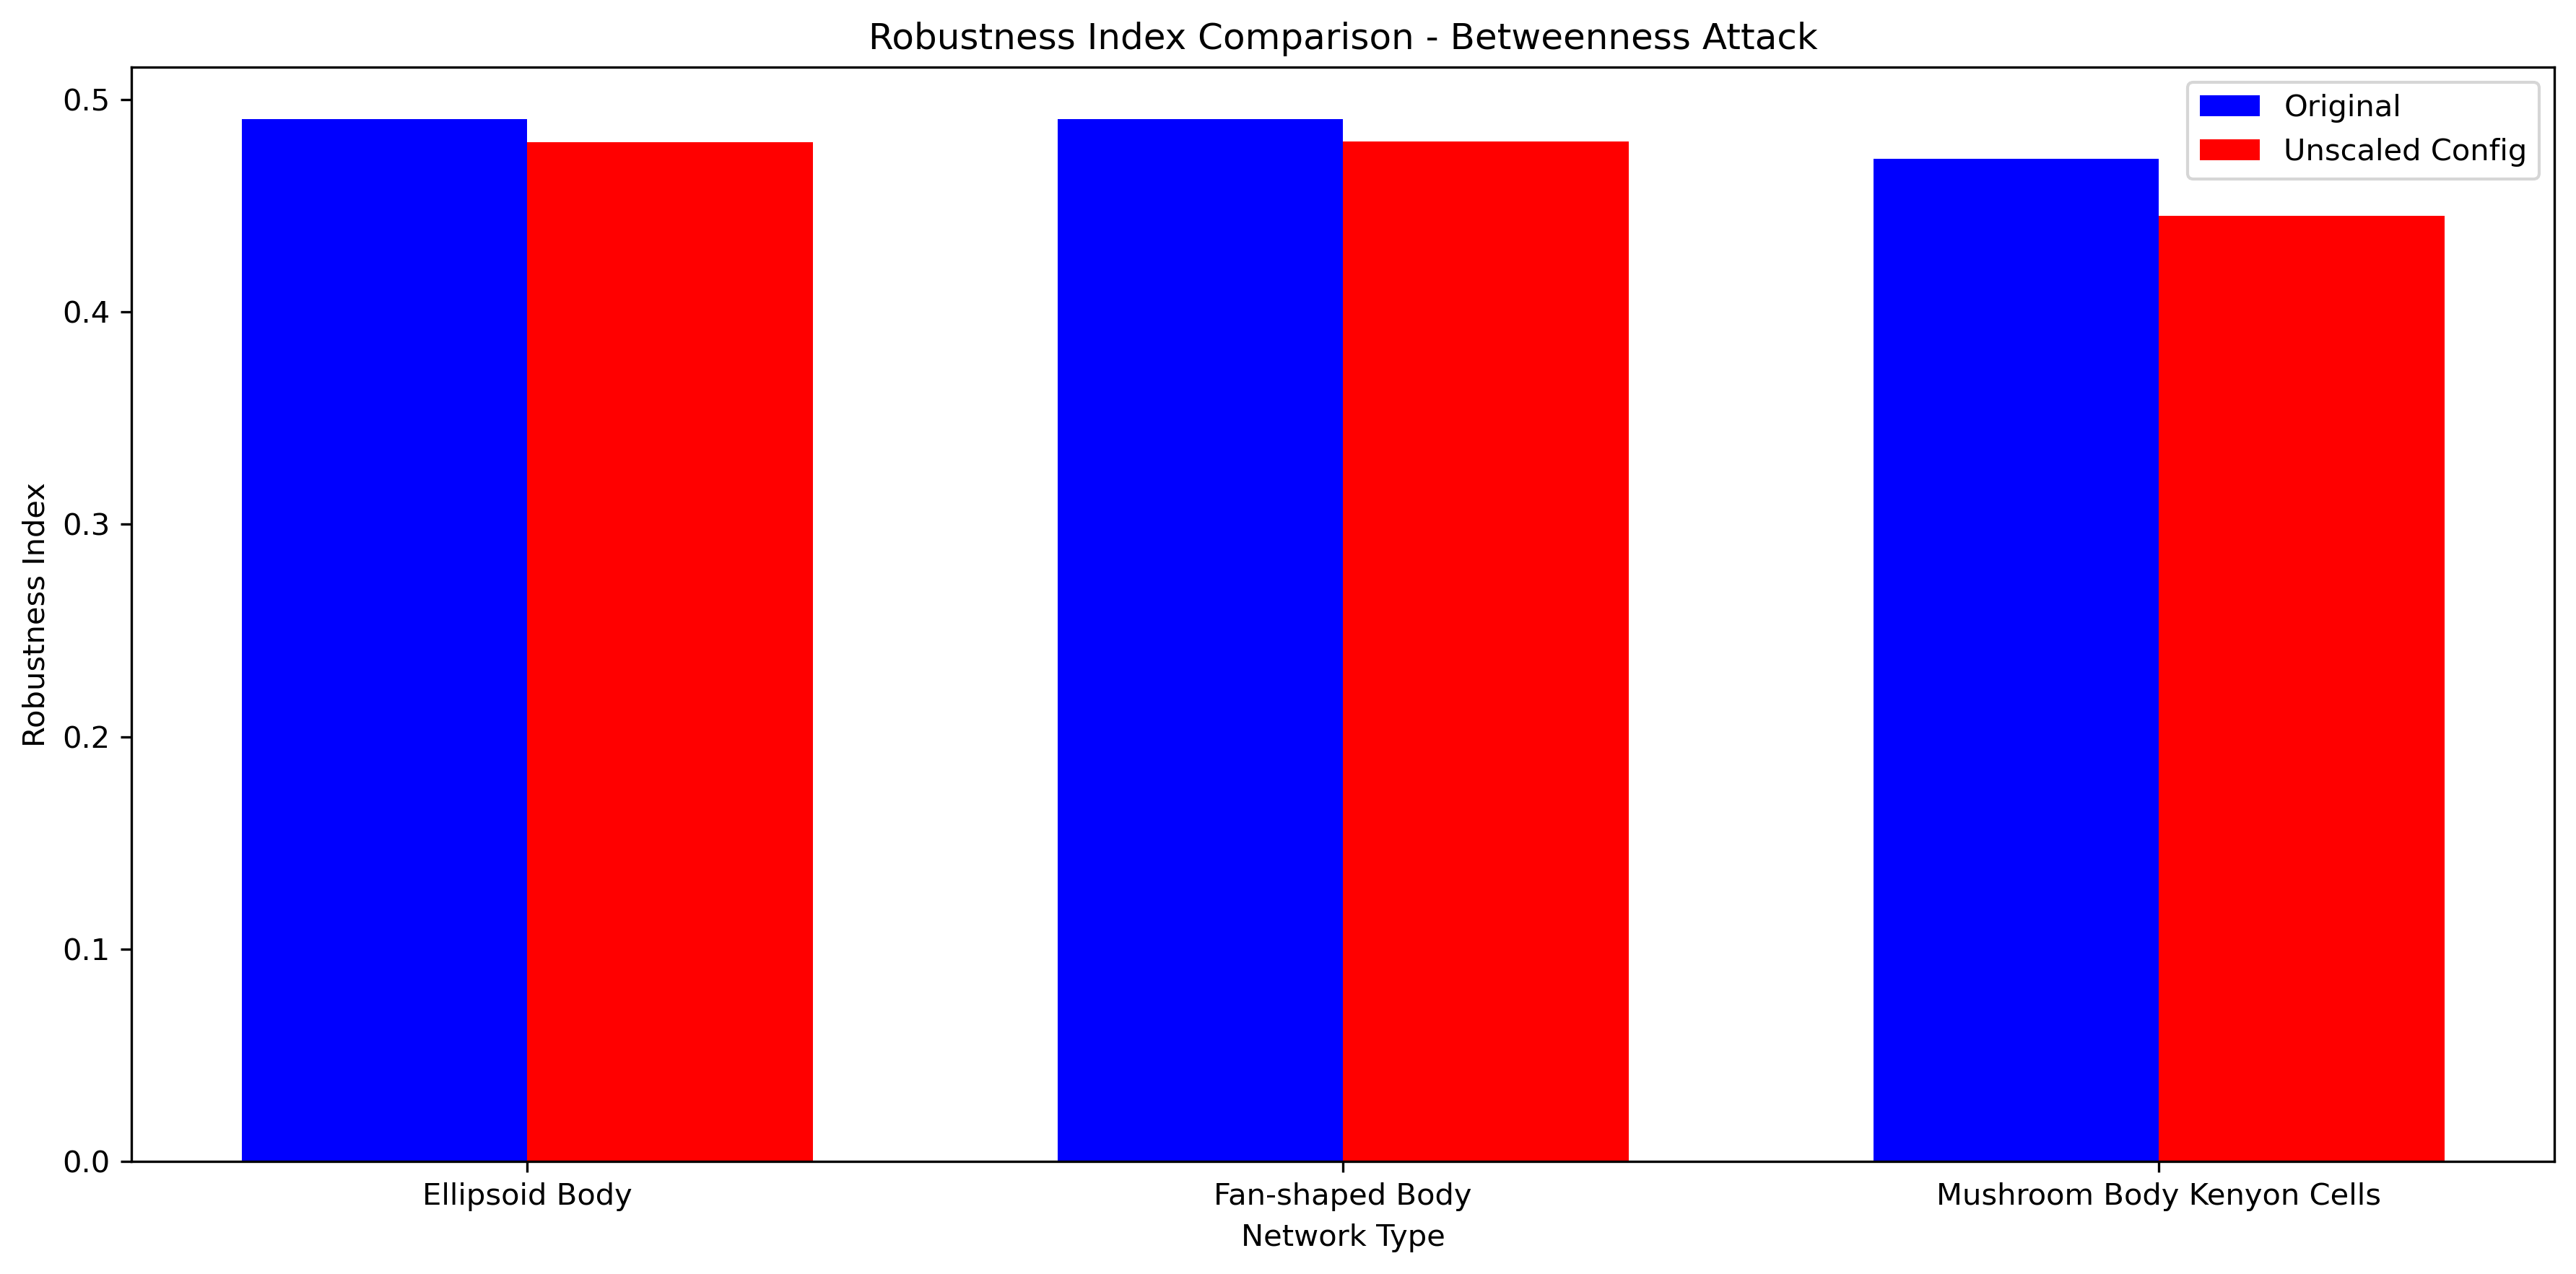 Robustness Index Comparison - Betweenness Attack
Original
Unscaled Config
Robustness Index
0.5
0.4
0.3
0.2
0.1
0.0
Ellipsoid Body
Fan-shaped Body
Mushroom Body Kenyon Cells
Network Type